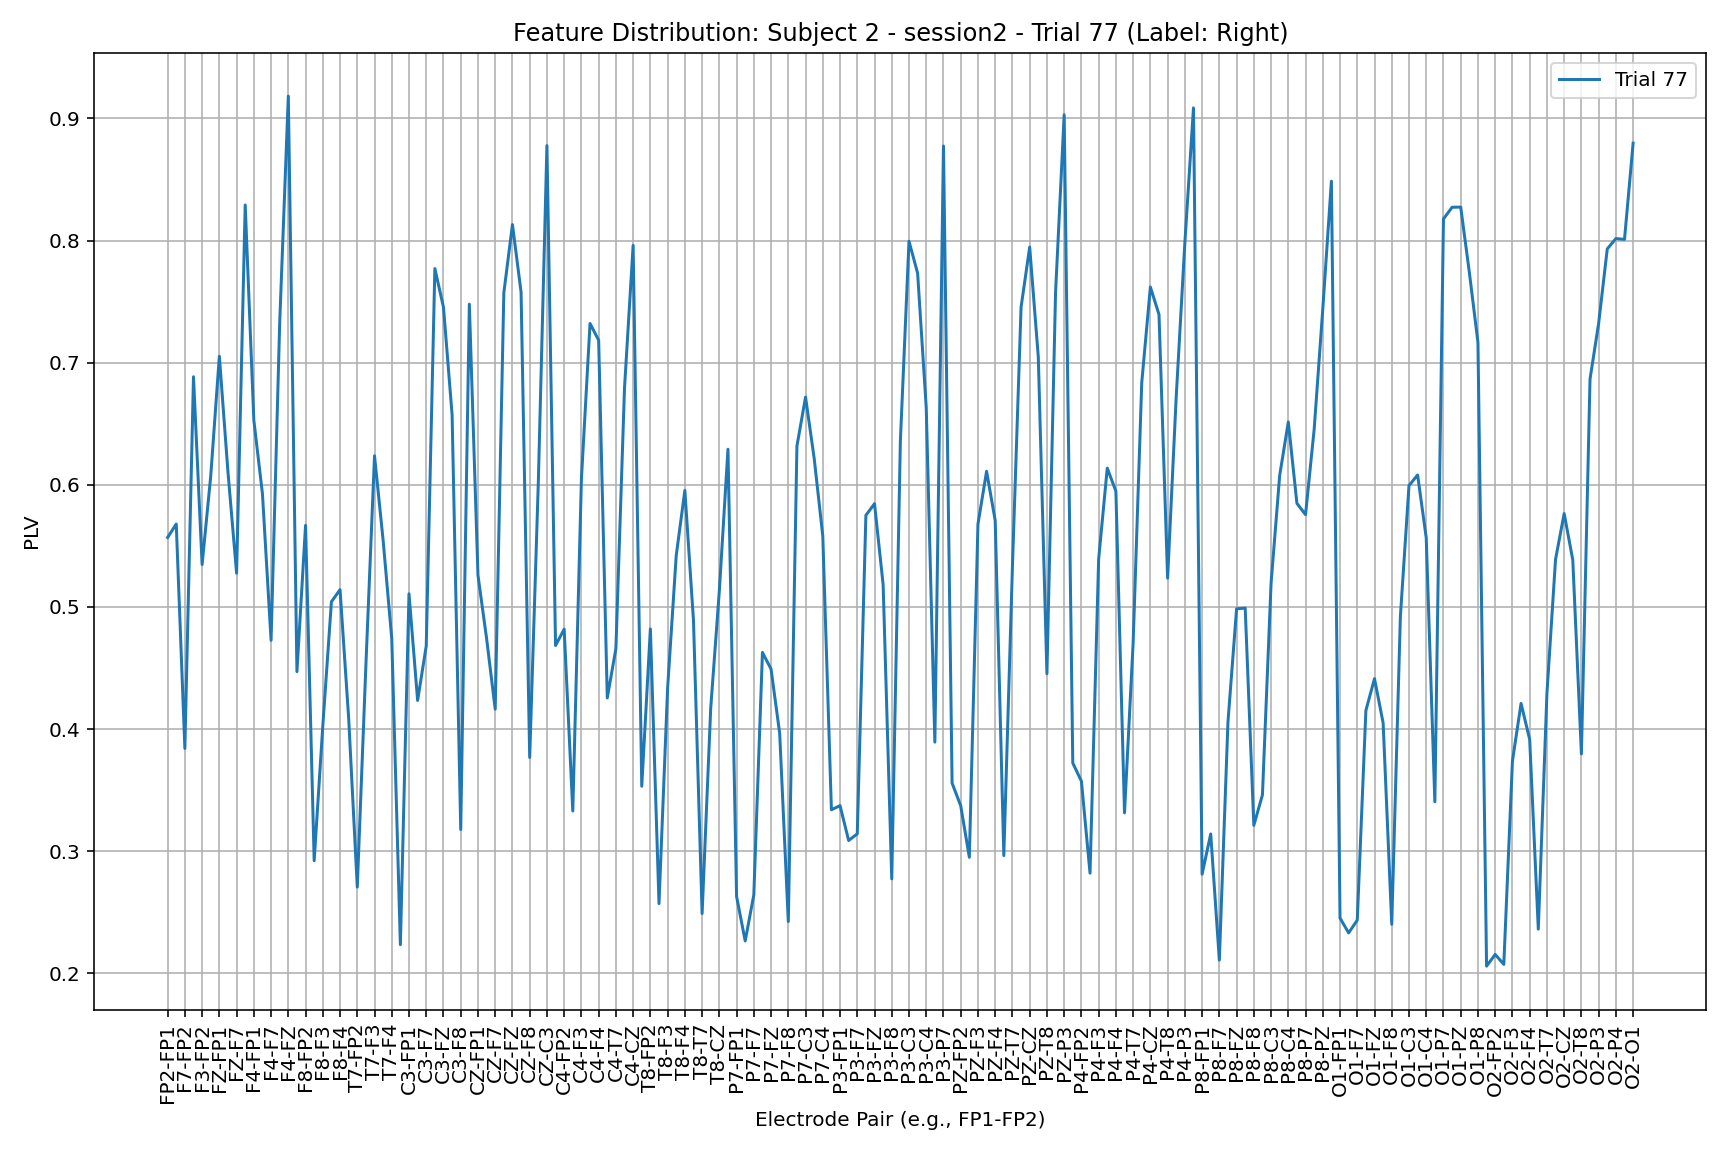 Feature Distribution: Subject 2 - session2 - Trial 77 (Label: Right)
Trial 77
PLV
0.9
0.8
0.7
0.6
0.5
0.4
0.3
0.2
FP2-FP1
F7-FP2
F3-FP2
FZ-FP1
FZ-F7
F4-FP1
F4-F7
F4-FZ
F8-FP2
F8-F3
F8-F4
T7-FP2
T7-F3
T7-F4
C3-FP1
C3-F7
C3-FZ
C3-F8
CZ-FP1
CZ-F7
CZ-FZ
CZ-F8
CZ-C3
C4-FP2
C4-F3
C4-F4
C4-T7
C4-CZ
T8-FP2
T8-F3
T8-F4
T8-T7
T8-CZ
P7-FP1
P7-F7
P7-FZ
P7-F8
P7-C3
P7-C4
P3-FP1
P3-F7
P3-FZ
P3-F8
P3-C3
P3-C4
P3-P7
PZ-FP2
PZ-F3
PZ-F4
PZ-T7
PZ-CZ
PZ-T8
PZ-P3
P4-FP2
P4-F3
P4-F4
P4-T7
P4-CZ
P4-T8
P4-P3
P8-FP1
P8-F7
P8-FZ
P8-F8
P8-C3
P8-C4
P8-P7
P8-PZ
O1-FP1
O1-F7
O1-FZ
O1-F8
O1-C3
O1-C4
O1-P7
O1-PZ
O1-P8
O2-FP2
O2-F3
O2-F4
O2-T7
O2-CZ
O2-T8
O2-P3
O2-P4
O2-O1
Electrode Pair (e.g., FP1-FP2)